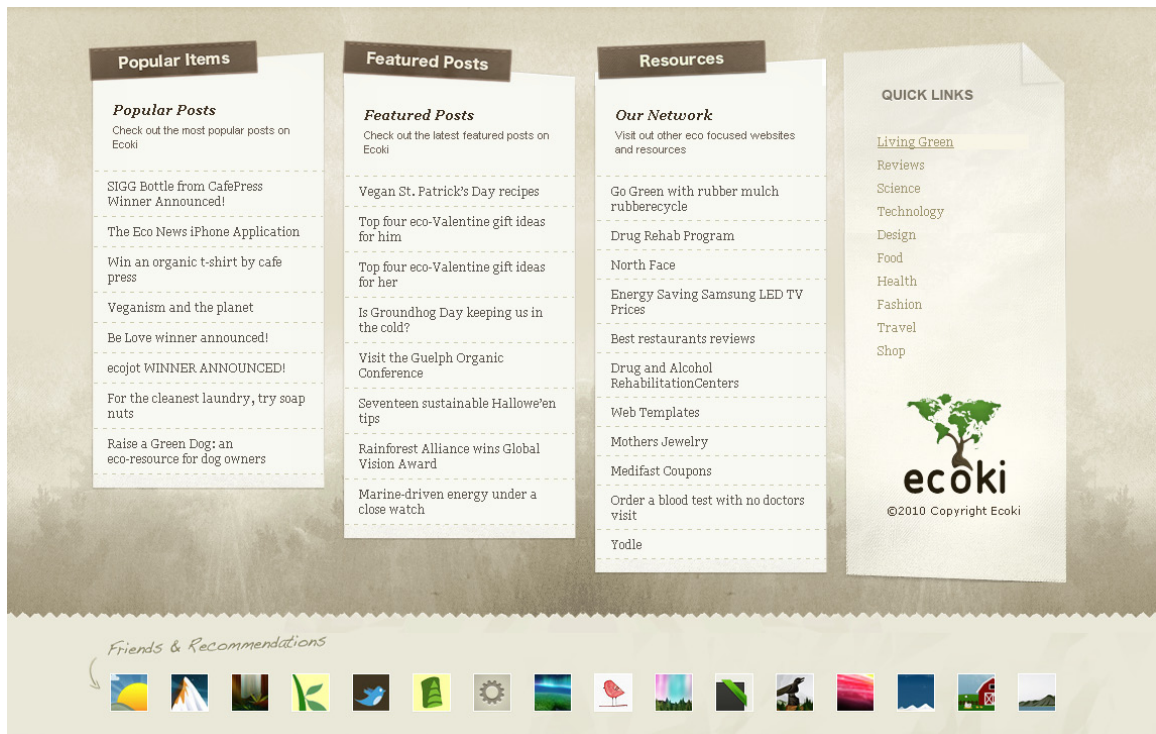 Popular Items
Popular Posts
Check out the most popular posts on
Ecoki
SIGG Bottle from CafePress
Winner Announced!
The Eco News iPhone Application
Win an organic t-shirt by cafe
press
Veganism and the planet
Be Love winner announced!
ecojot WINNER ANNOUNCED!
For the cleanest laundry, try soap
nuts
Raise a Green Dog: an
eco-resource for dog owners
Featured Posts
Featured Posts
Check out the latest featured posts on
Ecoki
Vegan St. Patrick's Day recipes
Top four eco-Valentine gift ideas
for him
Top four eco-Valentine gift ideas
for her
Is Groundhog Day keeping us in
the cold?
Visit the Guelph Organic
Conference
Seventeen sustainable Hallowe'en
tips
Rainforest Alliance wins Global
Vision Award
Marine-driven energy under a
close watch
Resources
Our Network
Visit out other eco focused websites
and resources
Go Green with rubber mulch
rubberecycle
Drug Rehab Program
North Face
Energy Saving Samsung LED TV
Prices
Best restaurants reviews
Drug and Alcohol
RehabilitationCenters
Web Templates
Mothers Jewelry
Medifast Coupons
Order a blood test with no doctors
visit
Yodle
QUICK LINKS
Living Green
Reviews
Science
Technology
Design
Food
Health
Fashion
Travel
Shop
ecoki
©2010 Copyright Ecoki
Friends & Recommendations